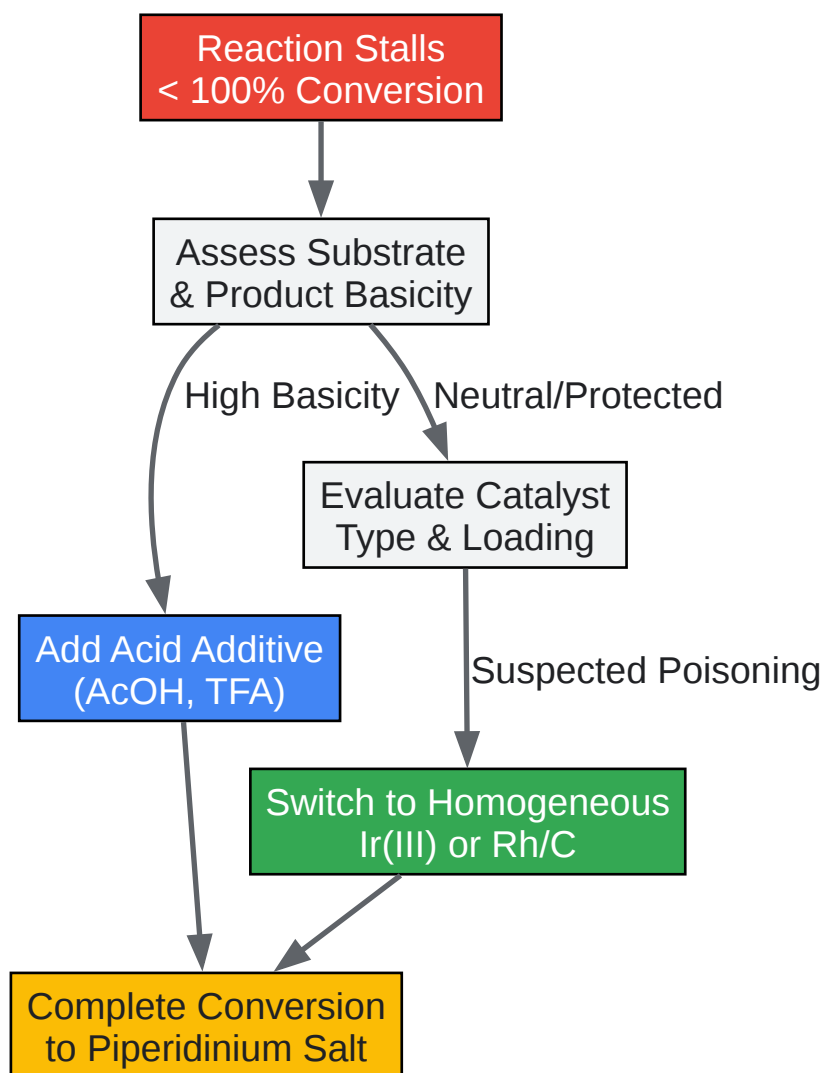 Reaction Stalls
< 100% Conversion
Assess Substrate
& Product Basicity
High Basicity
Neutral/Protected
Evaluate Catalyst
Type & Loading
Add Acid Additive
(AcOH, TFA)
Suspected Poisoning
Switch to Homogeneous
Ir(III) or Rh/C
Complete Conversion
to Piperidinium Salt